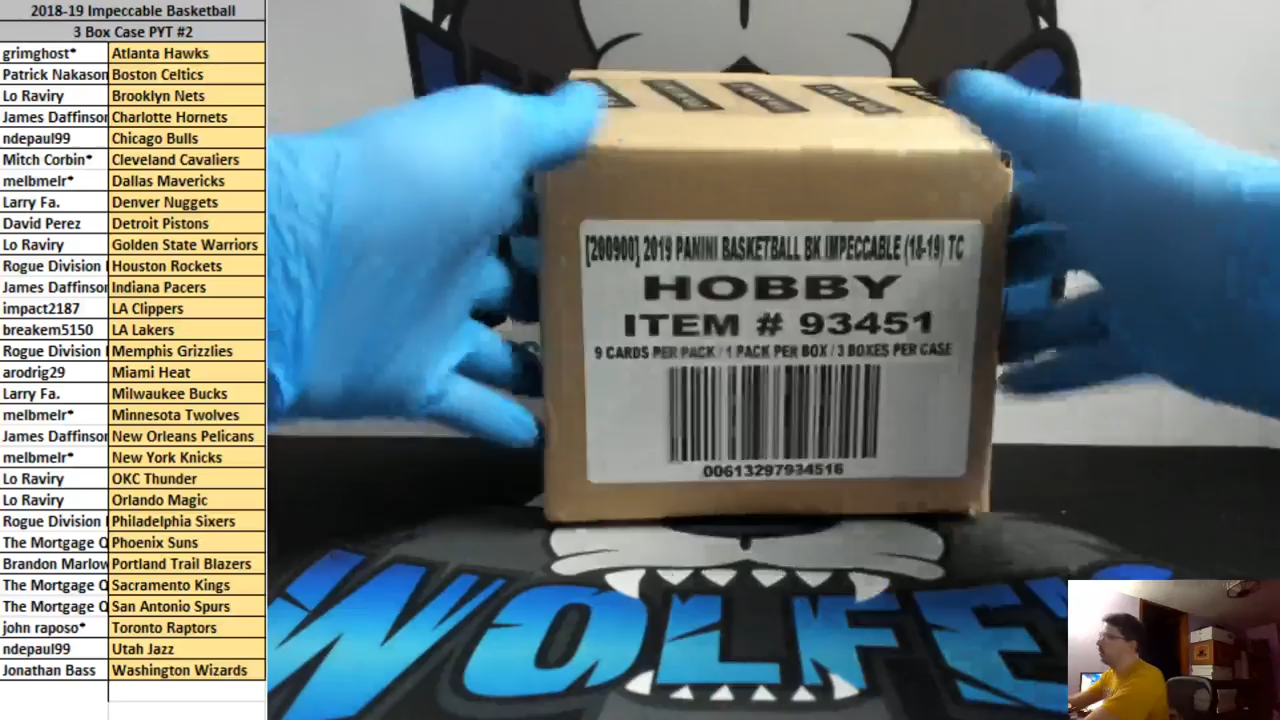 2018-19 Impeccable Basketball
3 Box Case PYT #2
grimghost* Atlanta Hawks
Patrick Nakason Boston Celtics
Lo Raviry Brooklyn Nets
James Daffinson Charlotte Hornets
ndepaul99 Chicago Bulls
Mitch Corbin* Cleveland Cavaliers
melbmelr* Dallas Mavericks
Larry Fa. Denver Nuggets
David Perez Detroit Pistons
Lo Raviry Golden State Warriors
Rogue Division Houston Rockets
James Daffinson Indiana Pacers
impact2187 LA Clippers
breakem5150 LA Lakers
Rogue Division Memphis Grizzlies
arodrig29 Miami Heat
Larry Fa. Milwaukee Bucks
melbmelr* Minnesota Twolves
James Daffinson New Orleans Pelicans
melbmelr* New York Knicks
Lo Raviry OKC Thunder
Lo Raviry Orlando Magic
Rogue Division Philadelphia Sixers
The Mortgage Q Phoenix Suns
Brandon Marlow Portland Trail Blazers
The Mortgage Q Sacramento Kings
The Mortgage Q San Antonio Spurs
john raposo* Toronto Raptors
ndepaul99 Utah Jazz
Jonathan Bass Washington Wizards
PANINI PANINI PANINI
[200900] 2019 PANINI BASKETBALL BK IMPECCABLE (18-19) TC
HOBBY
ITEM # 93451
9 CARDS PER PACK / 1 PACK PER BOX / 3 BOXES PER CASE
00613297934516
WOLFE'